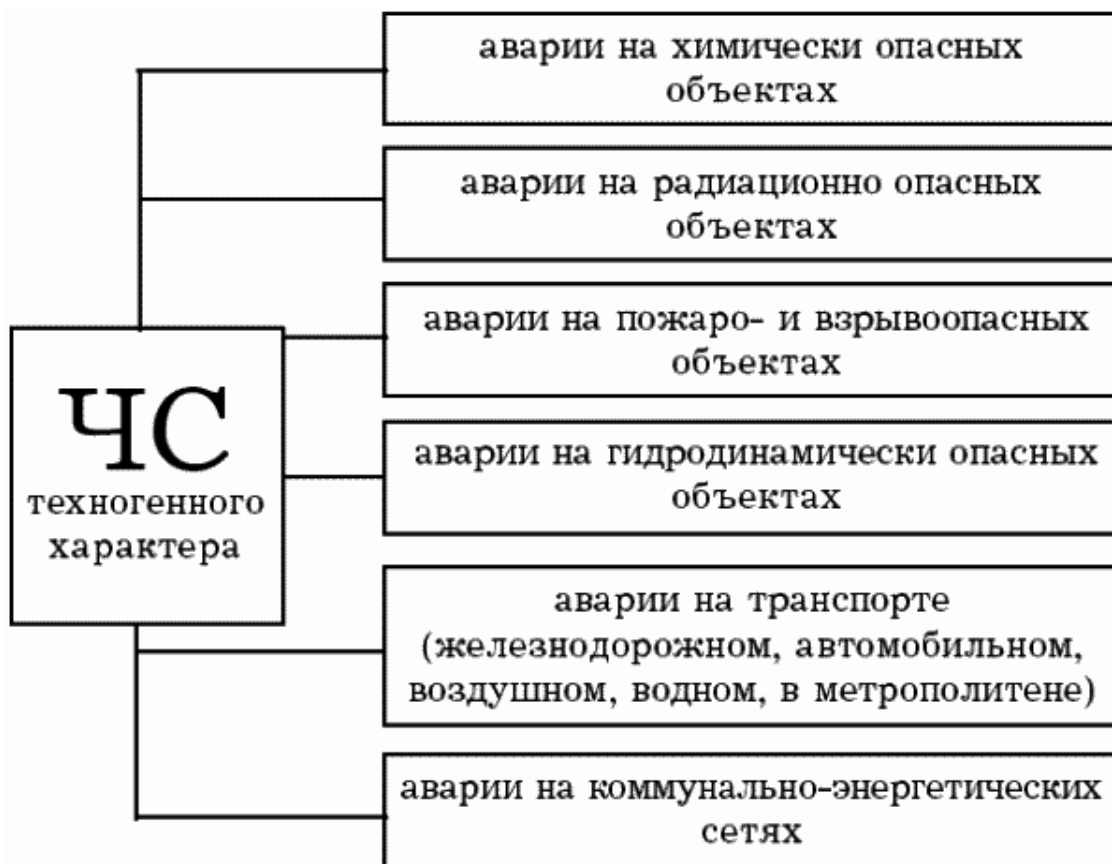 аварии на химически опасных
объектах
аварии на радиационно опасных
объектах
аварии на пожаро- и взрывоопасных
объектах
ЧС
техногенного
характера
аварии на гидродинамически опасных
объектах
аварии на транспорте
(железнодорожном, автомобильном,
воздушном, водном, в метрополитене)
аварии на коммунально-энергетических
сетях